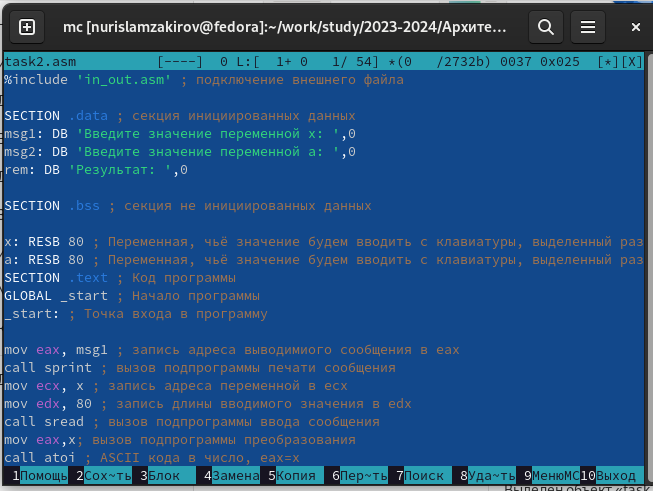 mc [nurislamzakirov@fedora]:~/work/study/2023-2024/Архите…
task2.asm [----] 0 L:[ 1+ 0 1/ 54] *(0 /2732b) 0037 0x025 [*][X]
%include 'in_out.asm' ; подключение внешнего файла
SECTION .data ; секция инициированных данных
msg1: DB 'Введите значение переменной x: ',0
msg2: DB 'Введите значение переменной a: ',0
rem: DB 'Результат: ',0
SECTION .bss ; секция не инициированных данных
x: RESB 80 ; Переменная, чьё значение будем вводить с клавиатуры, выделенный раз
a: RESB 80 ; Переменная, чьё значение будем вводить с клавиатуры, выделенный раз
SECTION .text ; Код программы
GLOBAL _start ; Начало программы
_start: ; Точка входа в программу
mov eax, msg1 ; запись адреса выводимиого сообщения в eax
call sprint ; вызов подпрограммы печати сообщения
mov ecx, x ; запись адреса переменной в ecx
mov edx, 80 ; запись длины вводимого значения в edx
call sread ; вызов подпрограммы ввода сообщения
mov eax,x; вызов подпрограммы преобразования
call atoi ; ASCII кода в число, eax=x
1Помощь 2Сох~ть 3Блок 4Замена 5Копия 6Пер~ть 7Поиск 8Уда~ть 9МенюMC 10Выход